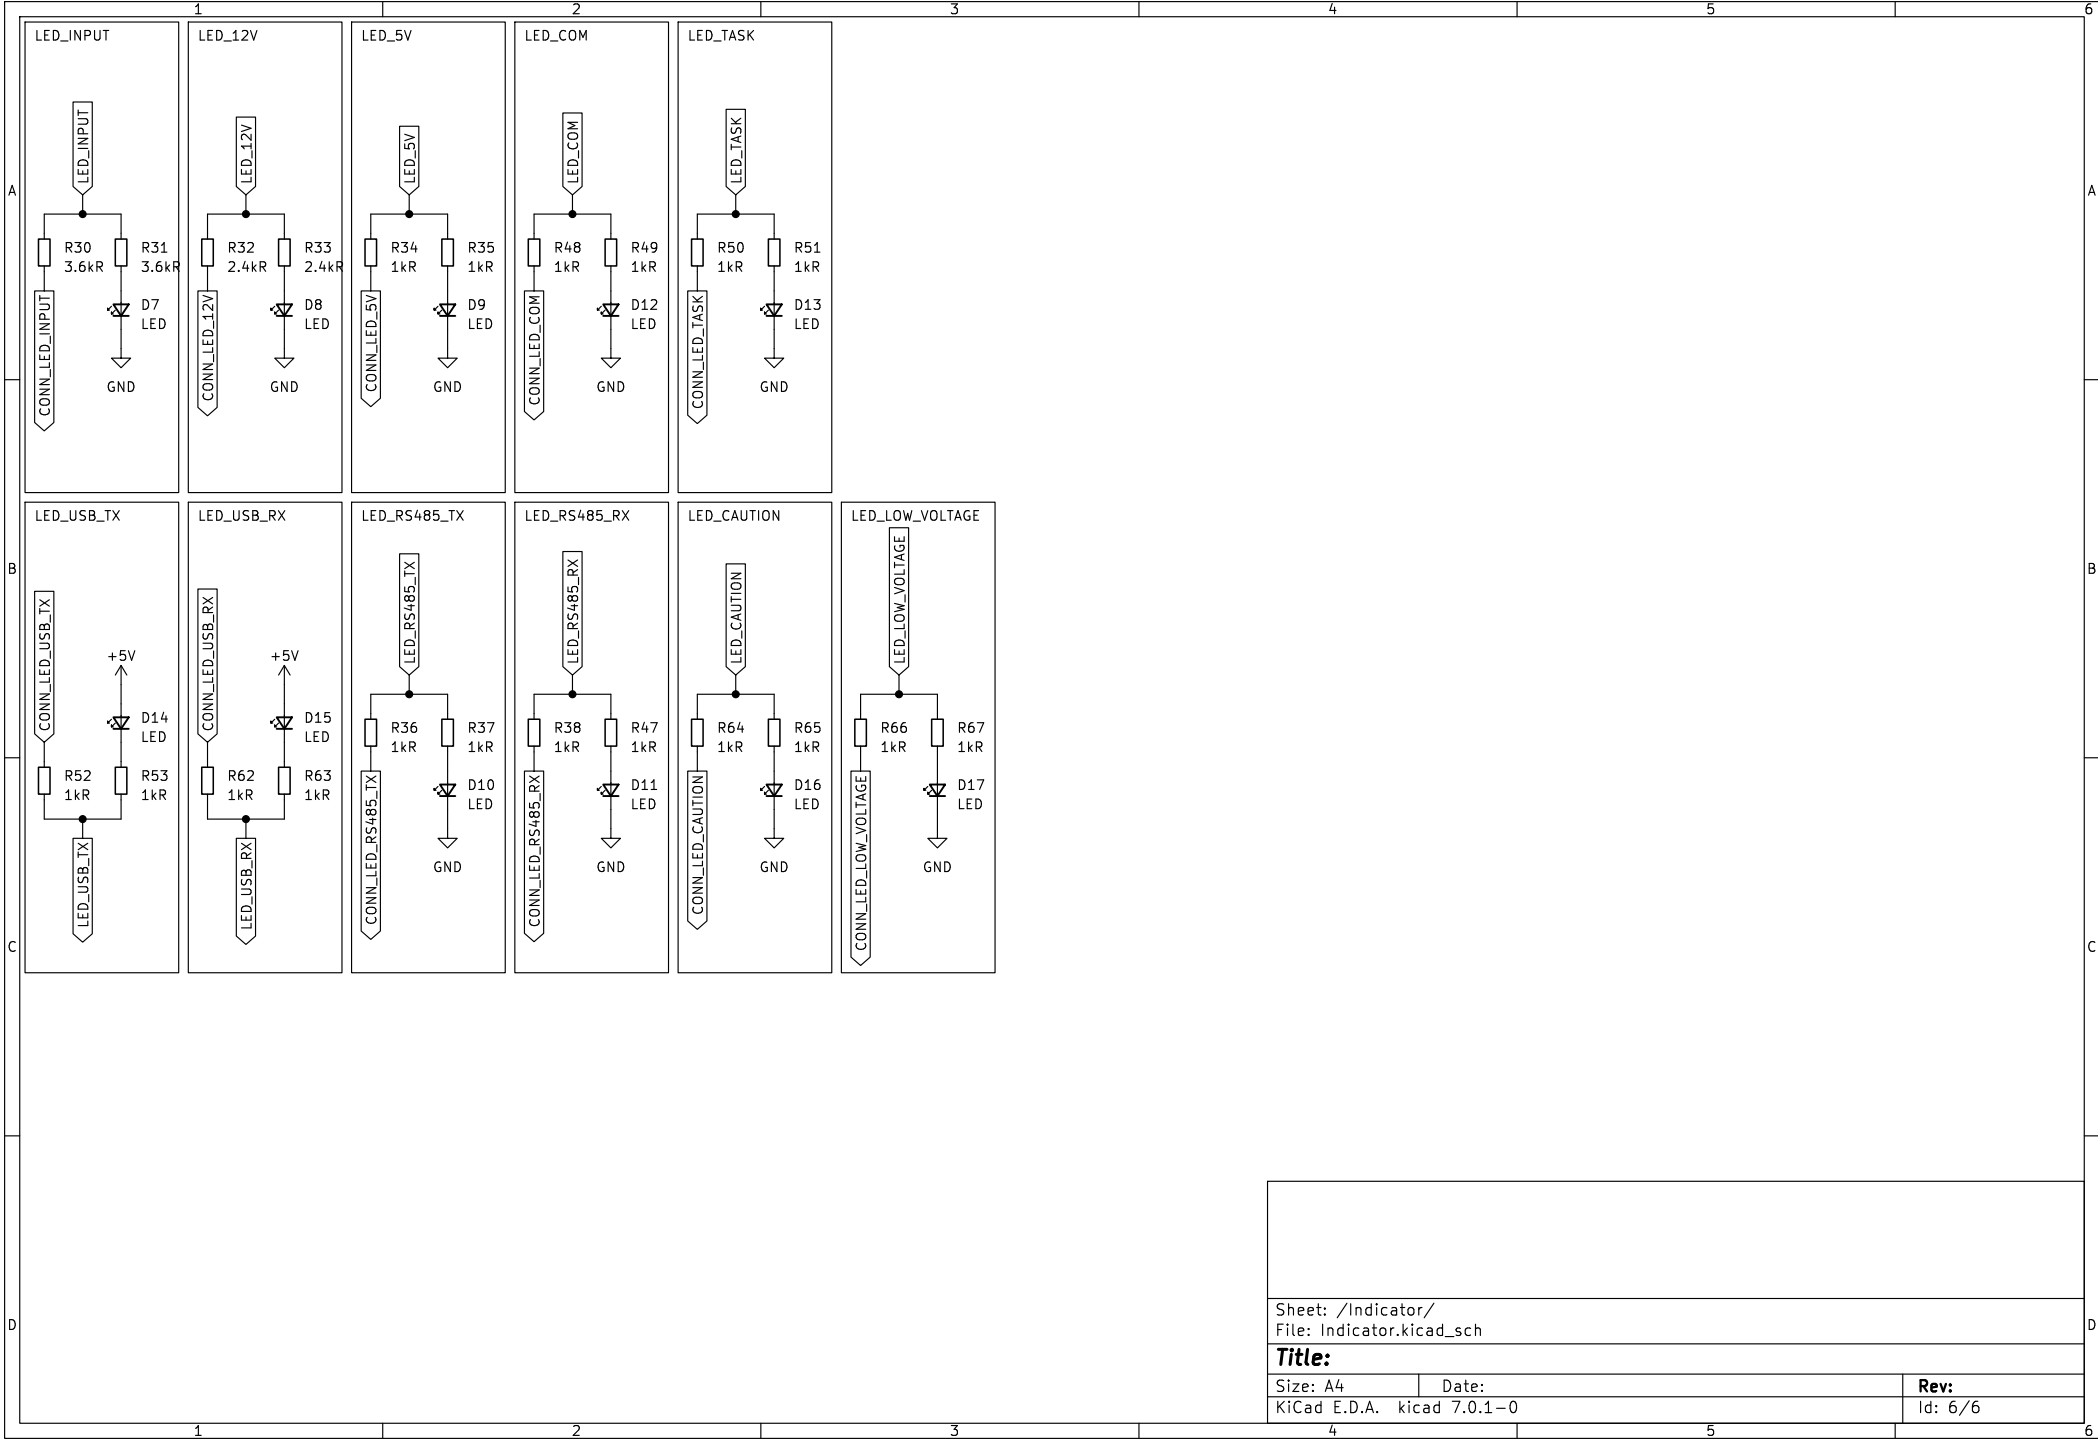 1 2 3 4 5 6
LED_INPUT
LED_INPUT
R30
3.6kR
R31
3.6kR
D7
LED
CONN_LED_INPUT
GND
LED_12V
LED_12V
R32
2.4kR
R33
2.4kR
D8
LED
CONN_LED_12V
GND
LED_5V
LED_5V
R34
1kR
R35
1kR
D9
LED
CONN_LED_5V
GND
LED_COM
LED_COM
R48
1kR
R49
1kR
D12
LED
CONN_LED_COM
GND
LED_TASK
LED_TASK
R50
1kR
R51
1kR
D13
LED
CONN_LED_TASK
GND
A A
LED_USB_TX
CONN_LED_USB_TX
+5V
D14
LED
R52
1kR
R53
1kR
LED_USB_TX
LED_USB_RX
CONN_LED_USB_RX
+5V
D15
LED
R62
1kR
R63
1kR
LED_USB_RX
LED_RS485_TX
LED_RS485_TX
R36
1kR
R37
1kR
D10
LED
CONN_LED_RS485_TX
GND
LED_RS485_RX
LED_RS485_RX
R38
1kR
R47
1kR
D11
LED
CONN_LED_RS485_RX
GND
LED_CAUTION
LED_CAUTION
R64
1kR
R65
1kR
D16
LED
CONN_LED_CAUTION
GND
LED_LOW_VOLTAGE
LED_LOW_VOLTAGE
R66
1kR
R67
1kR
D17
LED
CONN_LED_LOW_VOLTAGE
GND
B B
C C
D D
Sheet: /Indicator/
File: Indicator.kicad_sch
Title:
Size: A4 Date: Rev:
KiCad E.D.A. kicad 7.0.1-0 Id: 6/6
1 2 3 4 5 6